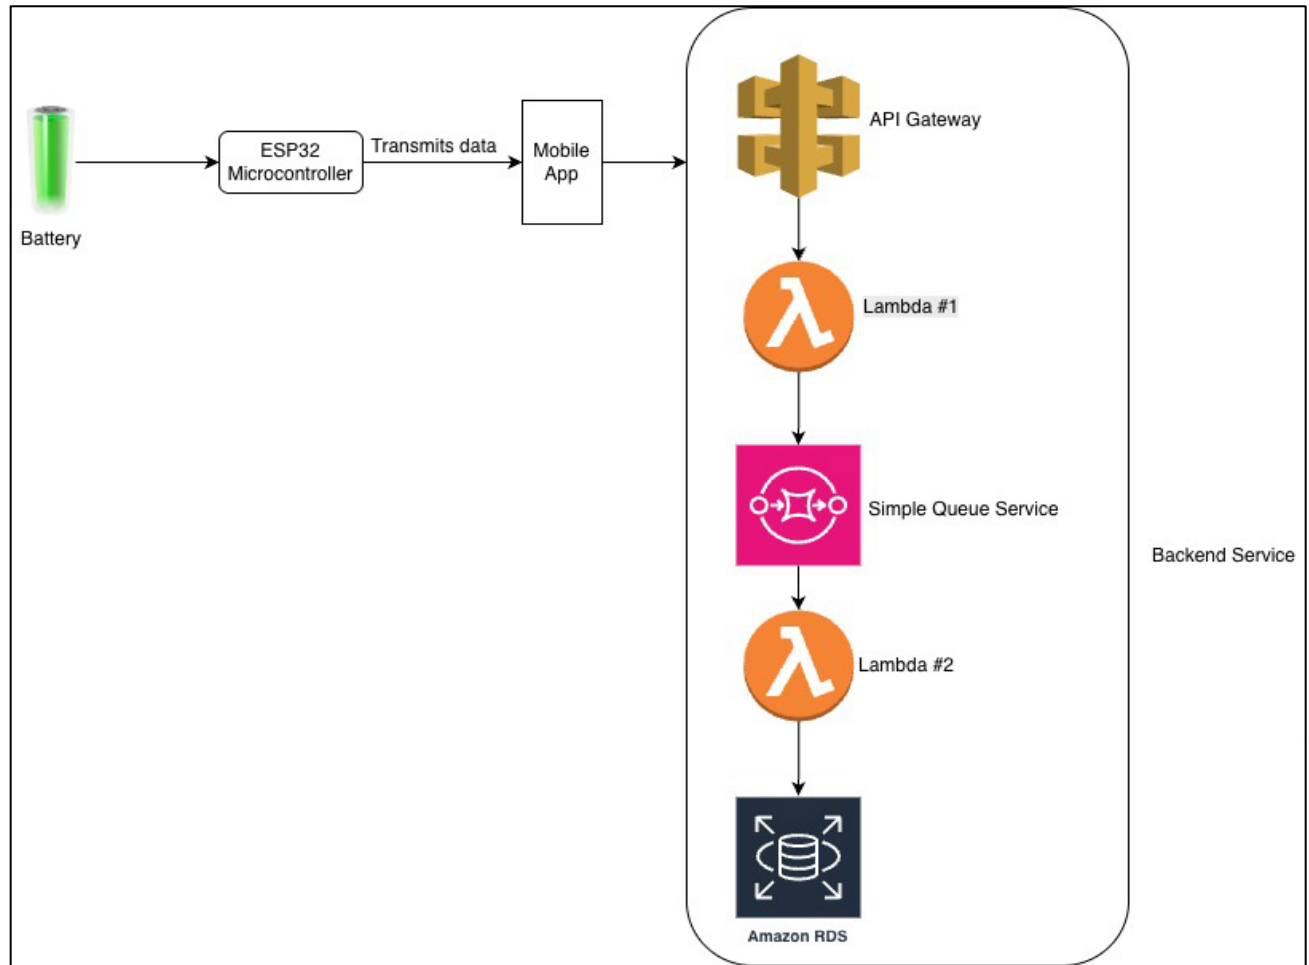 Battery
ESP32
Microcontroller
Transmits data
Mobile
App
API Gateway
Lambda #1
Simple Queue Service
Lambda #2
Amazon RDS
Backend Service